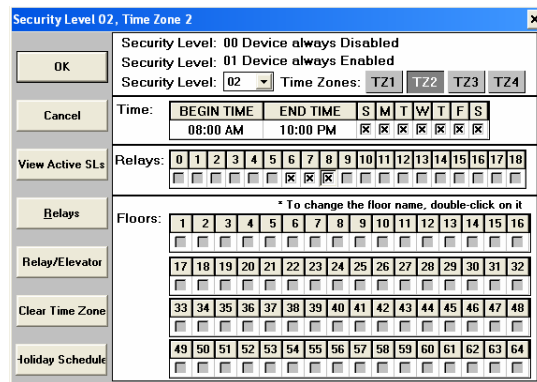 Security Level 02, Time Zone 2
Security Level: 00 Device always Disabled
Security Level: 01 Device always Enabled
Security Level: 02 Time Zones: TZ1 TZ2 TZ3 TZ4
OK
Cancel
View Active SLs
Relays
Relay/Elevator
Clear Time Zone
Holiday Schedule
Time: BEGIN TIME END TIME S M T W T F S
08:00 AM 10:00 PM
Relays: 0 1 2 3 4 5 6 7 8 9 10 11 12 13 14 15 16 17 18
* To change the floor name, double-click on it
Floors: 1 2 3 4 5 6 7 8 9 10 11 12 13 14 15 16
17 18 19 20 21 22 23 24 25 26 27 28 29 30 31 32
33 34 35 36 37 38 39 40 41 42 43 44 45 46 47 48
49 50 51 52 53 54 55 56 57 58 59 60 61 62 63 64